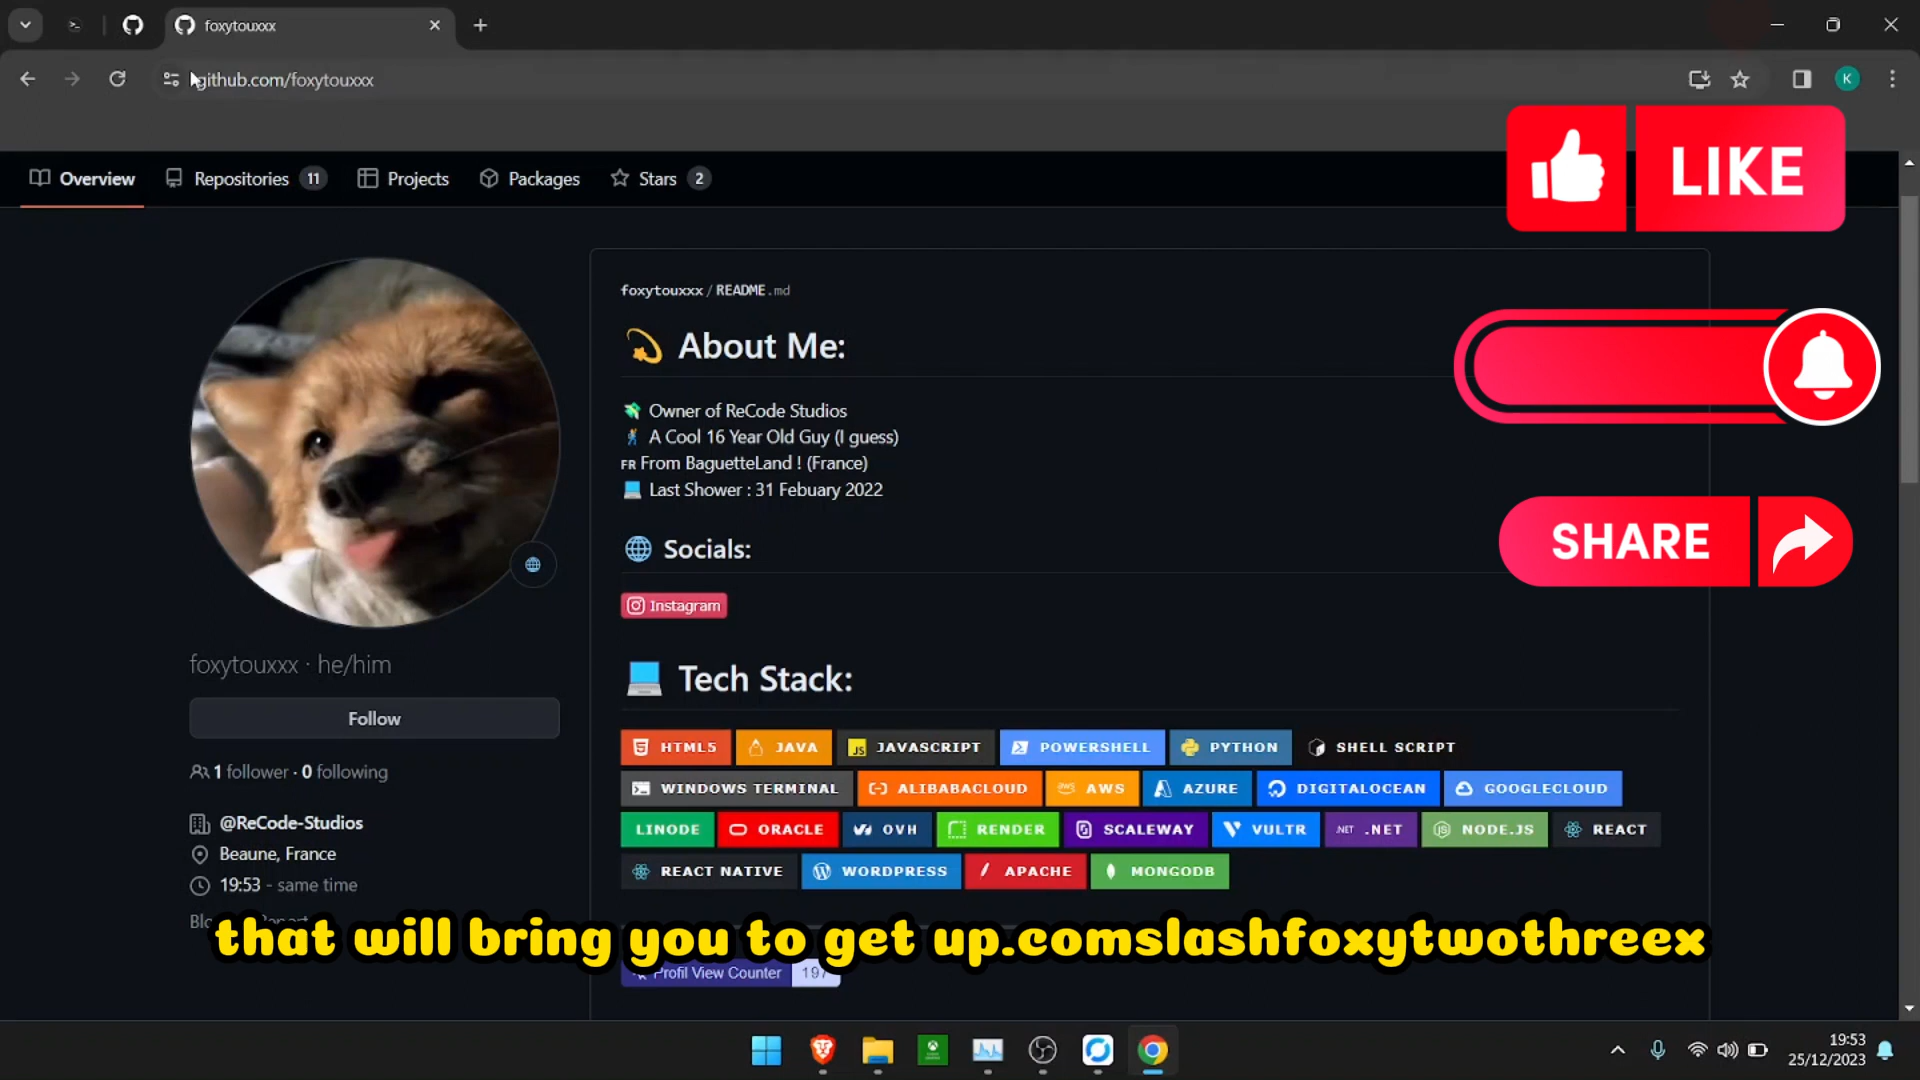 foxytouxxx
github.com/foxytouxxx
K
Overview
Repositories 11
Projects
Packages
Stars 2
LIKE
foxytouxxx / README.md
About Me:
Owner of ReCode Studios
A Cool 16 Year Old Guy (I guess)
FR From BaguetteLand ! (France)
Last Shower : 31 Febuary 2022
SHARE
Socials:
Instagram
foxytouxxx · he/him
Follow
1 follower · 0 following
@ReCode-Studios
Beaune, France
19:53 - same time
Tech Stack:
HTML5 JAVA JS JAVASCRIPT POWERSHELL PYTHON SHELL SCRIPT
WINDOWS TERMINAL ALIBABACLOUD AWS AZURE DIGITALOCEAN GOOGLECLOUD
LINODE ORACLE OVH RENDER SCALEWAY VULTR .NET .NET NODE.JS REACT
REACT NATIVE WORDPRESS APACHE MONGODB
that will bring you to get up.comslashfoxytwothreex
Profil View Counter 197
19:53
25/12/2023